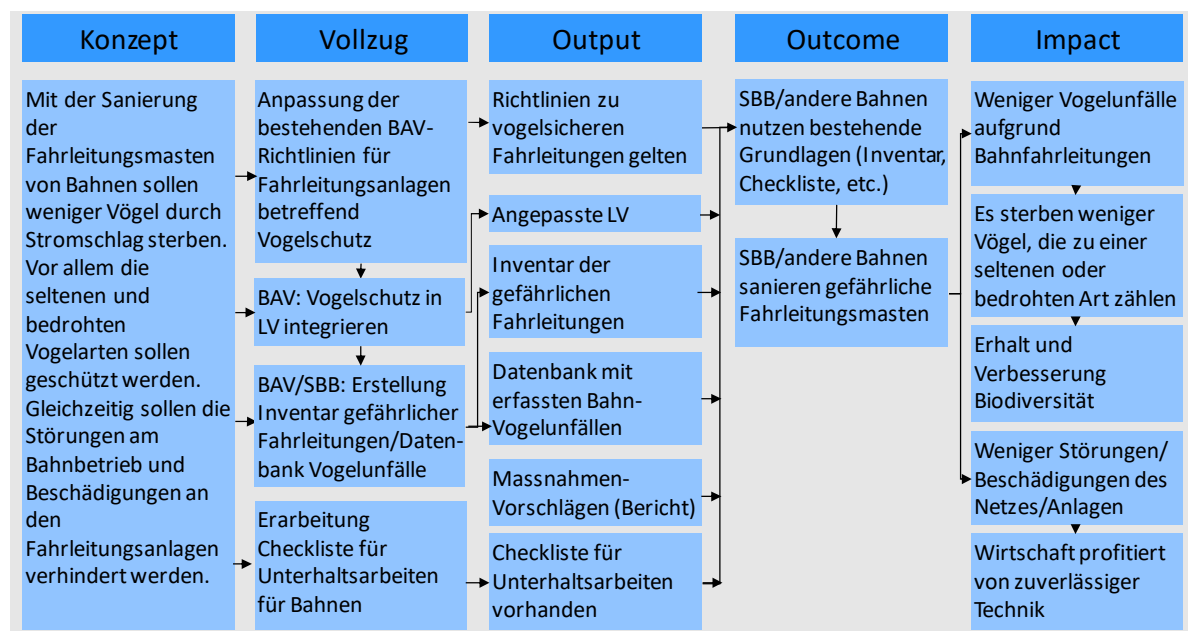 Konzept
Mit der Sanierung
der
Fahrleitungsmasten
von Bahnen sollen
weniger Vögel durch
Stromschlag sterben.
Vor allem die
seltenen und
bedrohten
Vogelarten sollen
geschützt werden.
Gleichzeitig sollen die
Störungen am
Bahnbetrieb und
Beschädigungen an
den
Fahrleitungsanlagen
verhindert werden.
Vollzug
Anpassung der
bestehenden BAV-
Richtlinien für
Fahrleitungsanlagen
betreffend
Vogelschutz
BAV: Vogelschutz in
LV integrieren
BAV/SBB: Erstellung
Inventar gefährlicher
Fahrleitungen/Daten-
bank Vogelunfälle
Erarbeitung
Checkliste für
Unterhaltsarbeiten
für Bahnen
Output
Richtlinien zu
vogelsicheren
Fahrleitungen gelten
Angepasste LV
Inventar der
gefährlichen
Fahrleitungen
Datenbank mit
erfassten Bahn-
Vogelunfällen
Massnahmen-
Vorschlägen (Bericht)
Checkliste für
Unterhaltsarbeiten
vorhanden
Outcome
SBB/andere Bahnen
nutzen bestehende
Grundlagen (Inventar,
Checkliste, etc.)
SBB/andere Bahnen
sanieren gefährliche
Fahrleitungsmasten
Impact
Weniger Vogelunfälle
aufgrund
Bahnfahrleitungen
Es sterben weniger
Vögel, die zu einer
seltenen oder
bedrohten Art zählen
Erhalt und
Verbesserung
Biodiversität
Weniger Störungen/
Beschädigungen des
Netzes/Anlagen
Wirtschaft profitiert
von zuverlässiger
Technik